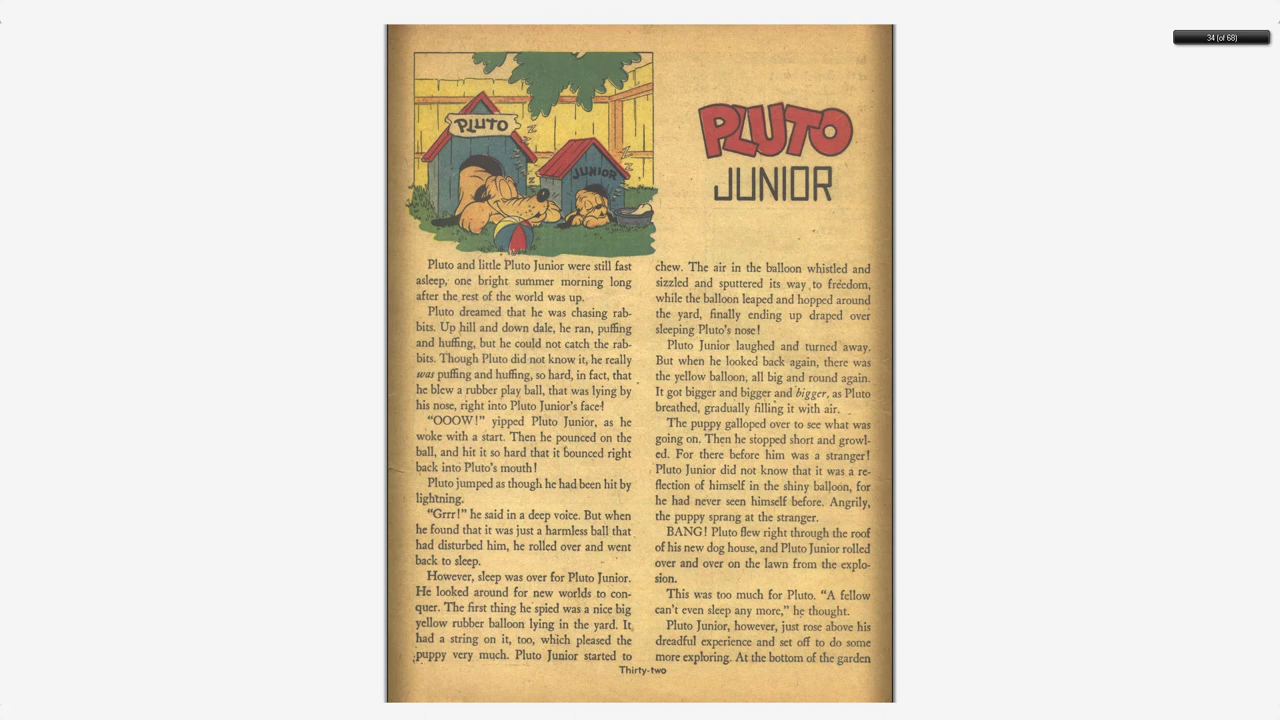 34 (of 68)
PLUTO
JUNIOR
PLUTO
JUNIOR
Pluto and little Pluto Junior were still fast
asleep, one bright summer morning long
after the rest of the world was up.
Pluto dreamed that he was chasing rab-
bits. Up hill and down dale, he ran, puffing
and huffing, but he could not catch the rab-
bits. Though Pluto did not know it, he really
was puffing and huffing, so hard, in fact, that
he blew a rubber play ball, that was lying by
his nose, right into Pluto Junior's face!
“OOOW!” yipped Pluto Junior, as he
woke with a start. Then he pounced on the
ball, and hit it so hard that it bounced right
back into Pluto's mouth!
Pluto jumped as though he had been hit by
lightning.
“Grrr!” he said in a deep voice. But when
he found that it was just a harmless ball that
had disturbed him, he rolled over and went
back to sleep.
However, sleep was over for Pluto Junior.
He looked around for new worlds to con-
quer. The first thing he spied was a nice big
yellow rubber balloon lying in the yard. It
had a string on it, too, which pleased the
puppy very much. Pluto Junior started to
chew. The air in the balloon whistled and
sizzled and sputtered its way to freedom,
while the balloon leaped and hopped around
the yard, finally ending up draped over
sleeping Pluto's nose!
Pluto Junior laughed and turned away.
But when he looked back again, there was
the yellow balloon, all big and round again.
It got bigger and bigger and bigger, as Pluto
breathed, gradually filling it with air.
The puppy galloped over to see what was
going on. Then he stopped short and growl-
ed. For there before him was a stranger!
Pluto Junior did not know that it was a re-
flection of himself in the shiny balloon, for
he had never seen himself before. Angrily,
the puppy sprang at the stranger.
BANG! Pluto flew right through the roof
of his new dog house, and Pluto Junior rolled
over and over on the lawn from the explo-
sion.
This was too much for Pluto. “A fellow
can't even sleep any more,” he thought.
Pluto Junior, however, just rose above his
dreadful experience and set off to do some
more exploring. At the bottom of the garden
Thirty-two